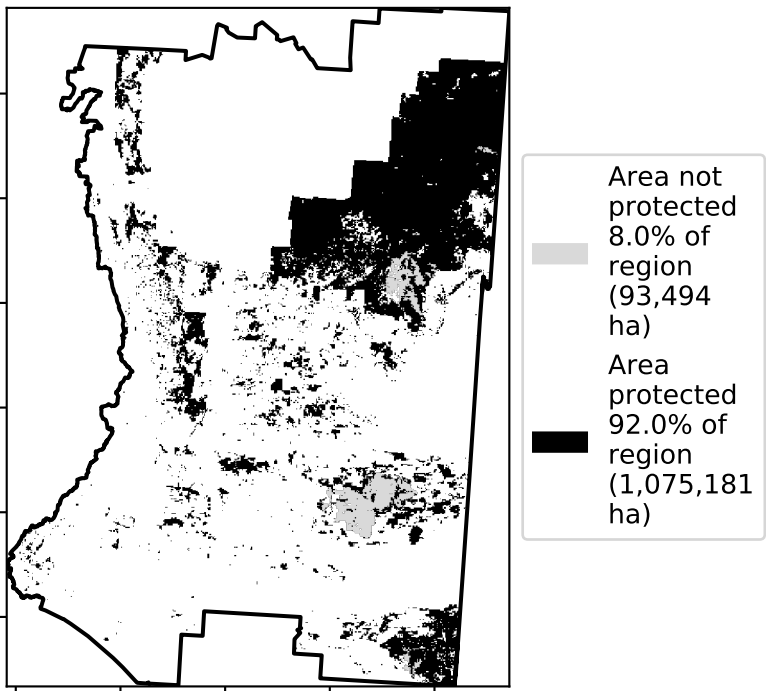 Area not
protected
8.0% of
region
(93,494
ha)
Area
protected
92.0% of
region
(1,075,181
ha)